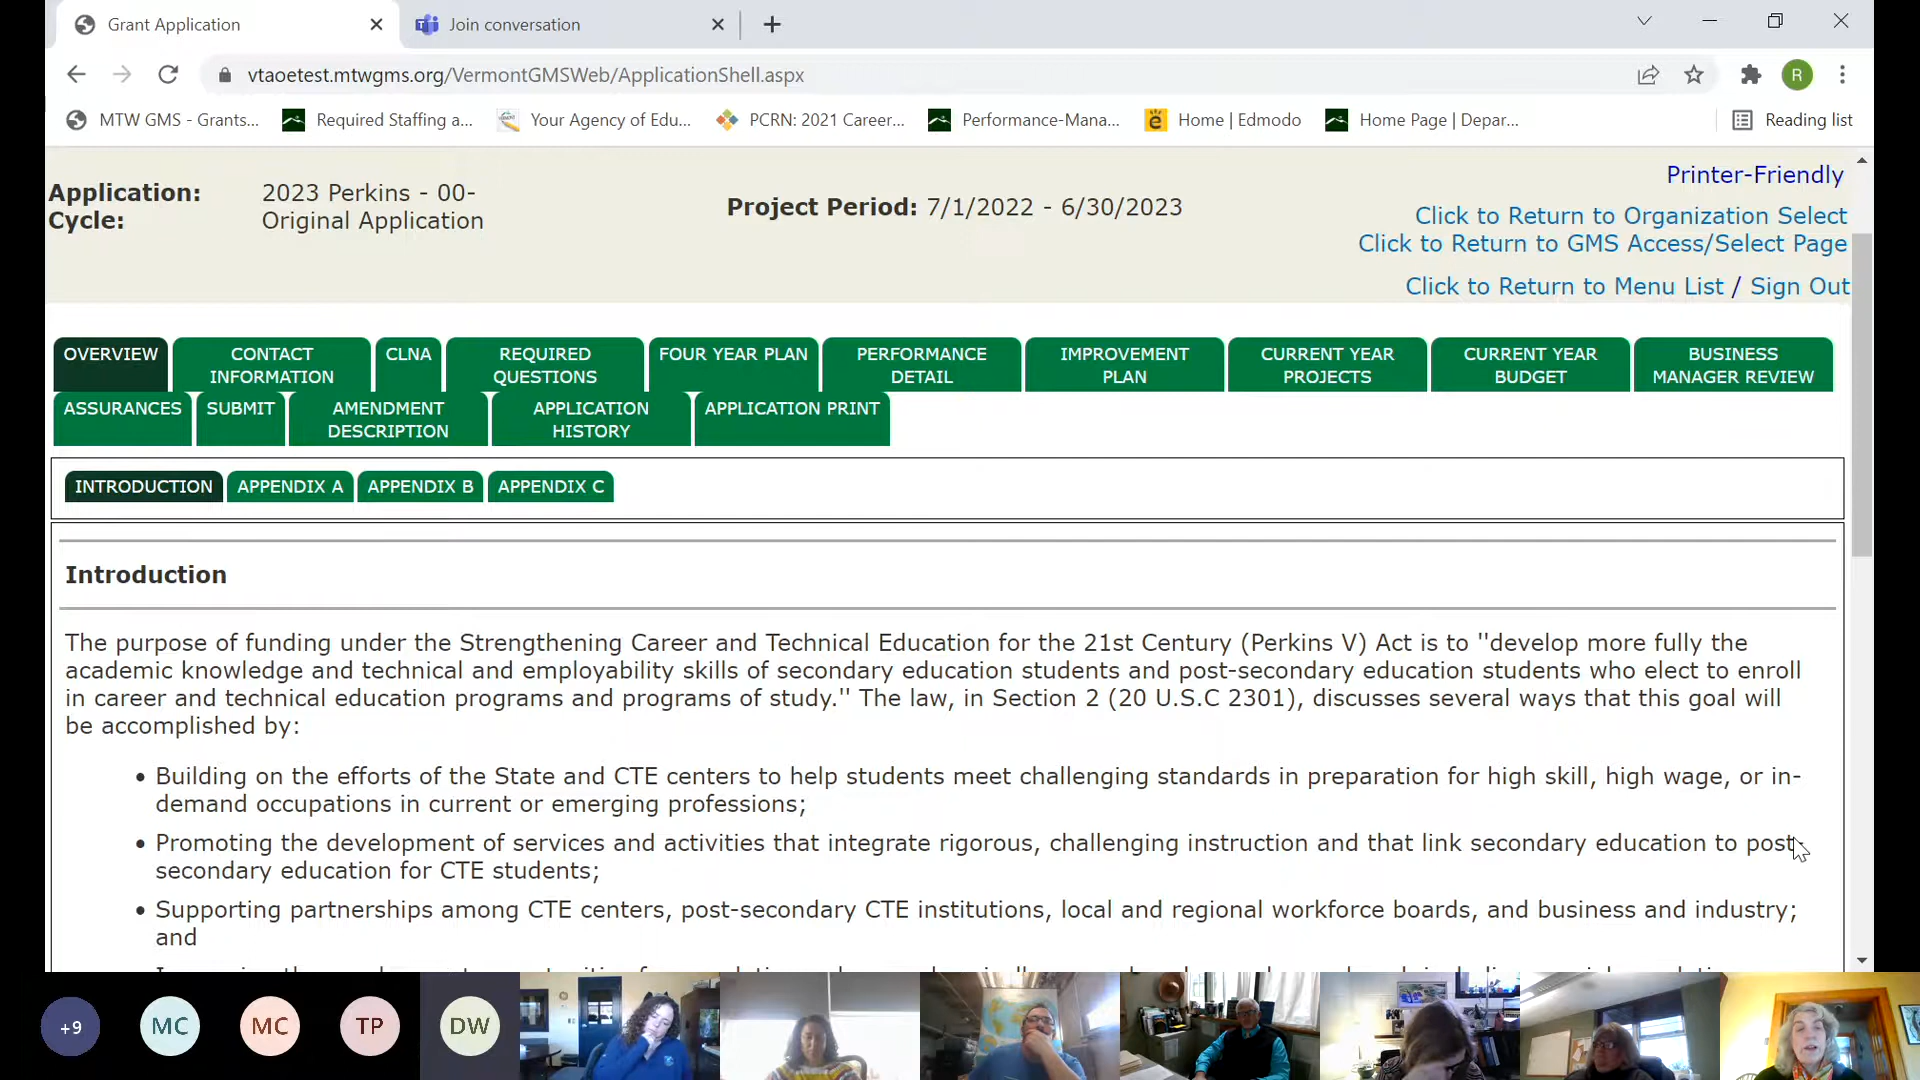 Grant Application
Join conversation
vtaoetest.mtwgms.org/VermontGMSWeb/ApplicationShell.aspx
R
MTW GMS - Grants...
Required Staffing a...
Your Agency of Edu...
PCRN: 2021 Career...
Performance-Mana...
Home | Edmodo
Home Page | Depar...
Reading list
Application:
2023 Perkins - 00-
Cycle:
Original Application
Project Period: 7/1/2022 - 6/30/2023
Printer-Friendly
Click to Return to Organization Select
Click to Return to GMS Access/Select Page
Click to Return to Menu List / Sign Out
OVERVIEW
CONTACT
INFORMATION
CLNA
REQUIRED
QUESTIONS
FOUR YEAR PLAN
PERFORMANCE
DETAIL
IMPROVEMENT
PLAN
CURRENT YEAR
PROJECTS
CURRENT YEAR
BUDGET
BUSINESS
MANAGER REVIEW
ASSURANCES
SUBMIT
AMENDMENT
DESCRIPTION
APPLICATION
HISTORY
APPLICATION PRINT
INTRODUCTION
APPENDIX A
APPENDIX B
APPENDIX C
Introduction
The purpose of funding under the Strengthening Career and Technical Education for the 21st Century (Perkins V) Act is to ''develop more fully the
academic knowledge and technical and employability skills of secondary education students and post-secondary education students who elect to enroll
in career and technical education programs and programs of study.'' The law, in Section 2 (20 U.S.C 2301), discusses several ways that this goal will
be accomplished by:
• Building on the efforts of the State and CTE centers to help students meet challenging standards in preparation for high skill, high wage, or in-
demand occupations in current or emerging professions;
• Promoting the development of services and activities that integrate rigorous, challenging instruction and that link secondary education to post-
secondary education for CTE students;
• Supporting partnerships among CTE centers, post-secondary CTE institutions, local and regional workforce boards, and business and industry;
and
+9
MC
MC
TP
DW